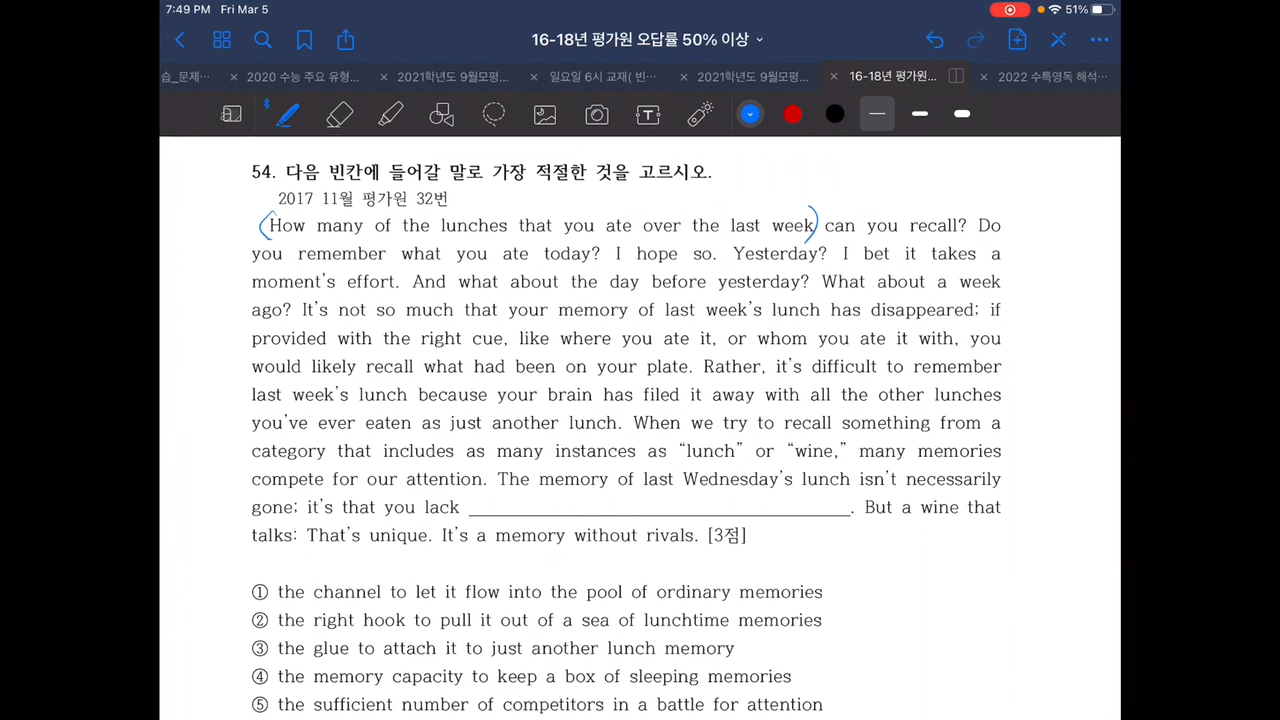 7:49 PM Fri Mar 5
51%
16-18년 평가원 오답률 50% 이상
습_문제…
2020 수능 주요 유형…
2021학년도 9월모평…
일요일 6시 교재( 빈…
2021학년도 9월모평…
16-18년 평가원…
2022 수특영독 해석…
54. 다음 빈칸에 들어갈 말로 가장 적절한 것을 고르시오.
2017 11월 평가원 32번
How many of the lunches that you ate over the last week can you recall? Do
you remember what you ate today? I hope so. Yesterday? I bet it takes a
moment's effort. And what about the day before yesterday? What about a week
ago? It's not so much that your memory of last week's lunch has disappeared; if
provided with the right cue, like where you ate it, or whom you ate it with, you
would likely recall what had been on your plate. Rather, it's difficult to remember
last week's lunch because your brain has filed it away with all the other lunches
you've ever eaten as just another lunch. When we try to recall something from a
category that includes as many instances as “lunch” or “wine,” many memories
compete for our attention. The memory of last Wednesday's lunch isn't necessarily
gone; it's that you lack ______________________________. But a wine that
talks: That's unique. It's a memory without rivals. [3점]
① the channel to let it flow into the pool of ordinary memories
② the right hook to pull it out of a sea of lunchtime memories
③ the glue to attach it to just another lunch memory
④ the memory capacity to keep a box of sleeping memories
⑤ the sufficient number of competitors in a battle for attention